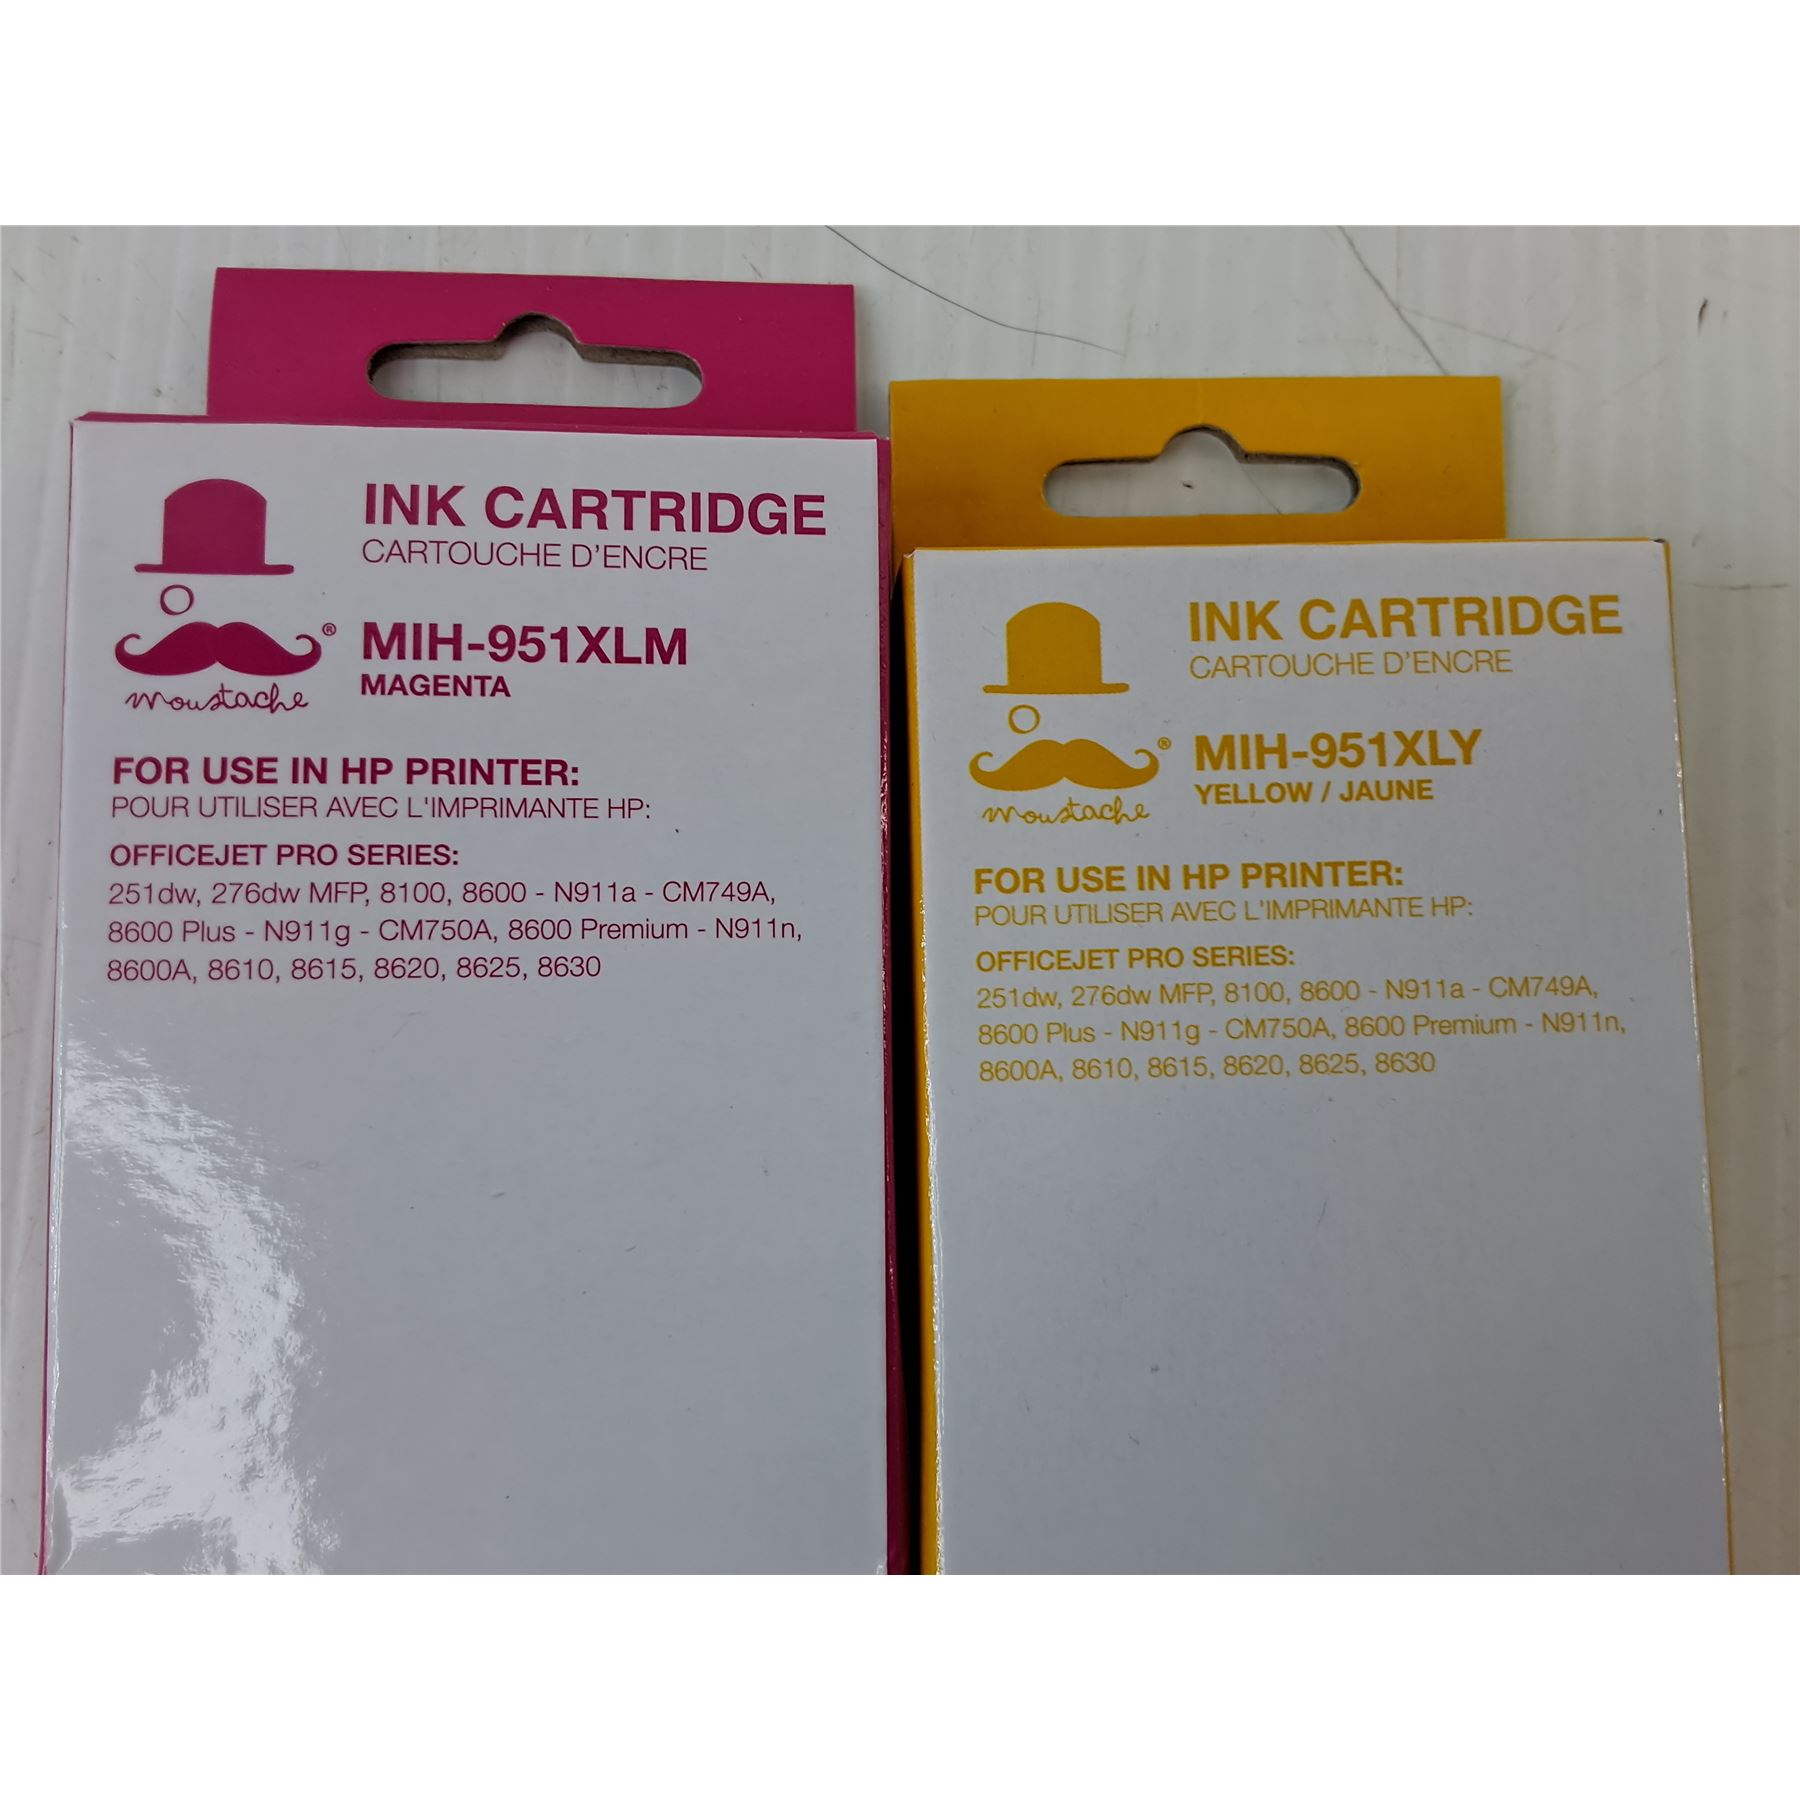 INK CARTRIDGE
CARTOUCHE D'ENCRE
®
moustache
MIH-951XLM
MAGENTA
FOR USE IN HP PRINTER:
POUR UTILISER AVEC L'IMPRIMANTE HP:
OFFICEJET PRO SERIES:
251dw, 276dw MFP, 8100, 8600 - N911a - CM749A,
8600 Plus - N911g - CM750A, 8600 Premium - N911n,
8600A, 8610, 8615, 8620, 8625, 8630
INK CARTRIDGE
CARTOUCHE D'ENCRE
®
moustache
MIH-951XLY
YELLOW / JAUNE
FOR USE IN HP PRINTER:
POUR UTILISER AVEC L'IMPRIMANTE HP:
OFFICEJET PRO SERIES:
251dw, 276dw MFP, 8100, 8600 - N911a - CM749A,
8600 Plus - N911g - CM750A, 8600 Premium - N911n,
8600A, 8610, 8615, 8620, 8625, 8630